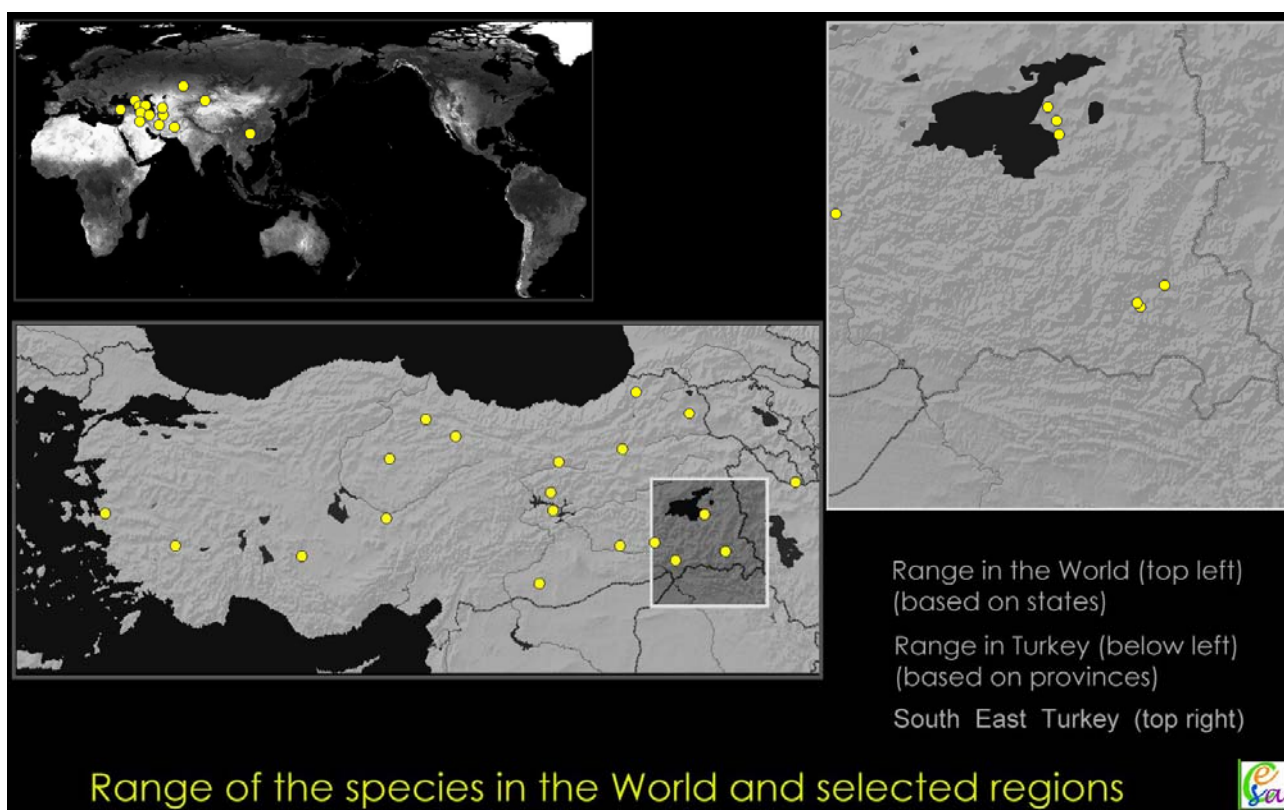 Range in the World (top left)
(based on states)
Range in Turkey (below left)
(based on provinces)
South East Turkey (top right)
Range of the species in the World and selected regions
esa